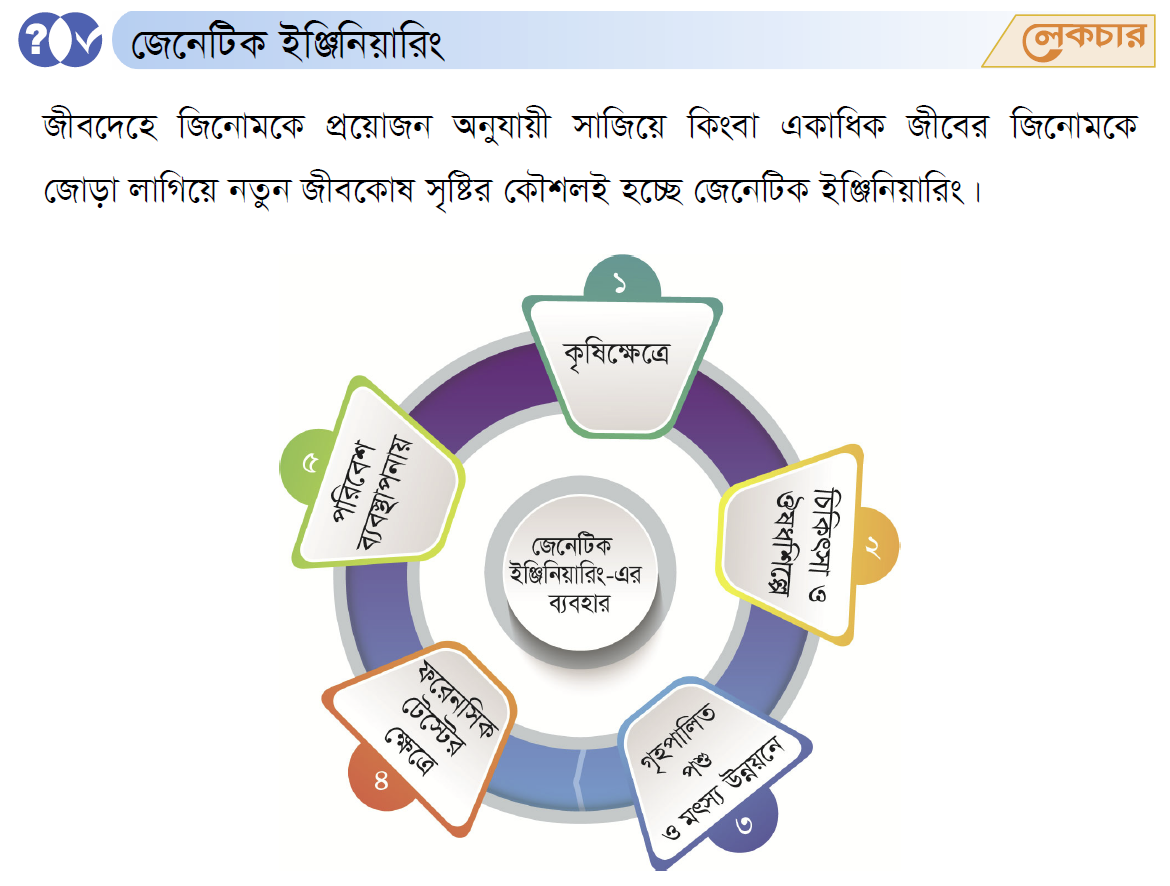 ?
জেনেটিক ইঞ্জিনিয়ারিং
লেকচার
জীবদেহে জিনোমকে প্রয়োজন অনুযায়ী সাজিয়ে কিংবা একাধিক জীবের জিনোমকে
জোড়া লাগিয়ে নতুন জীবকোষ সৃষ্টির কৌশলই হচ্ছে জেনেটিক ইঞ্জিনিয়ারিং।
১
কৃষিক্ষেত্রে
২
চিকিৎসা ও
ঔষধশিল্পে
৩
গৃহপালিত
পশু
ও মৎস্য উন্নয়নে
৪
ফরেনসিক
টেস্টের
ক্ষেত্রে
৫
পরিবেশ
ব্যবস্থাপনায়
জেনেটিক
ইঞ্জিনিয়ারিং-এর
ব্যবহার